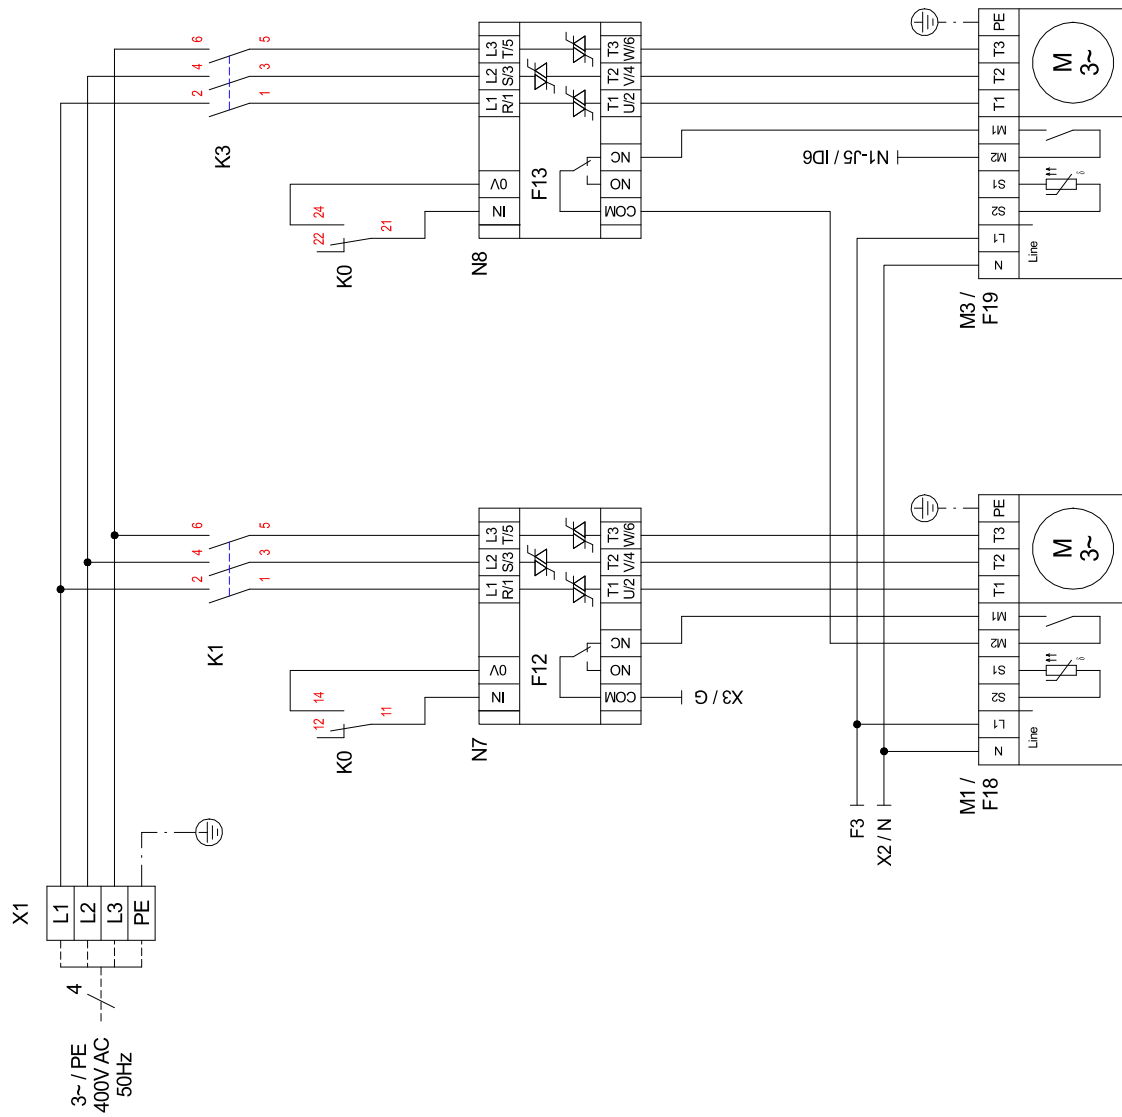 3~ / PE
400V AC
50Hz
4
X1
L1
L2
L3
PE
K1
2
4
6
1
3
5
K3
2
4
6
1
3
5
K0
12
14
11
K0
22
24
21
N7
IN
0V
L1
R/1
L2
S/3
L3
T/5
F12
COM
NO
NC
T1
U/2
T2
V/4
T3
W/6
X3 / G
N8
IN
0V
L1
R/1
L2
S/3
L3
T/5
F13
COM
NO
NC
T1
U/2
T2
V/4
T3
W/6
N1-J5 / ID6
F3
X2 / N
M1 /
F18
N
L1
S2
S1
M2
M1
T1
T2
T3
PE
Line
M
3~
M3 /
F19
N
L1
S2
S1
M2
M1
T1
T2
T3
PE
Line
M
3~